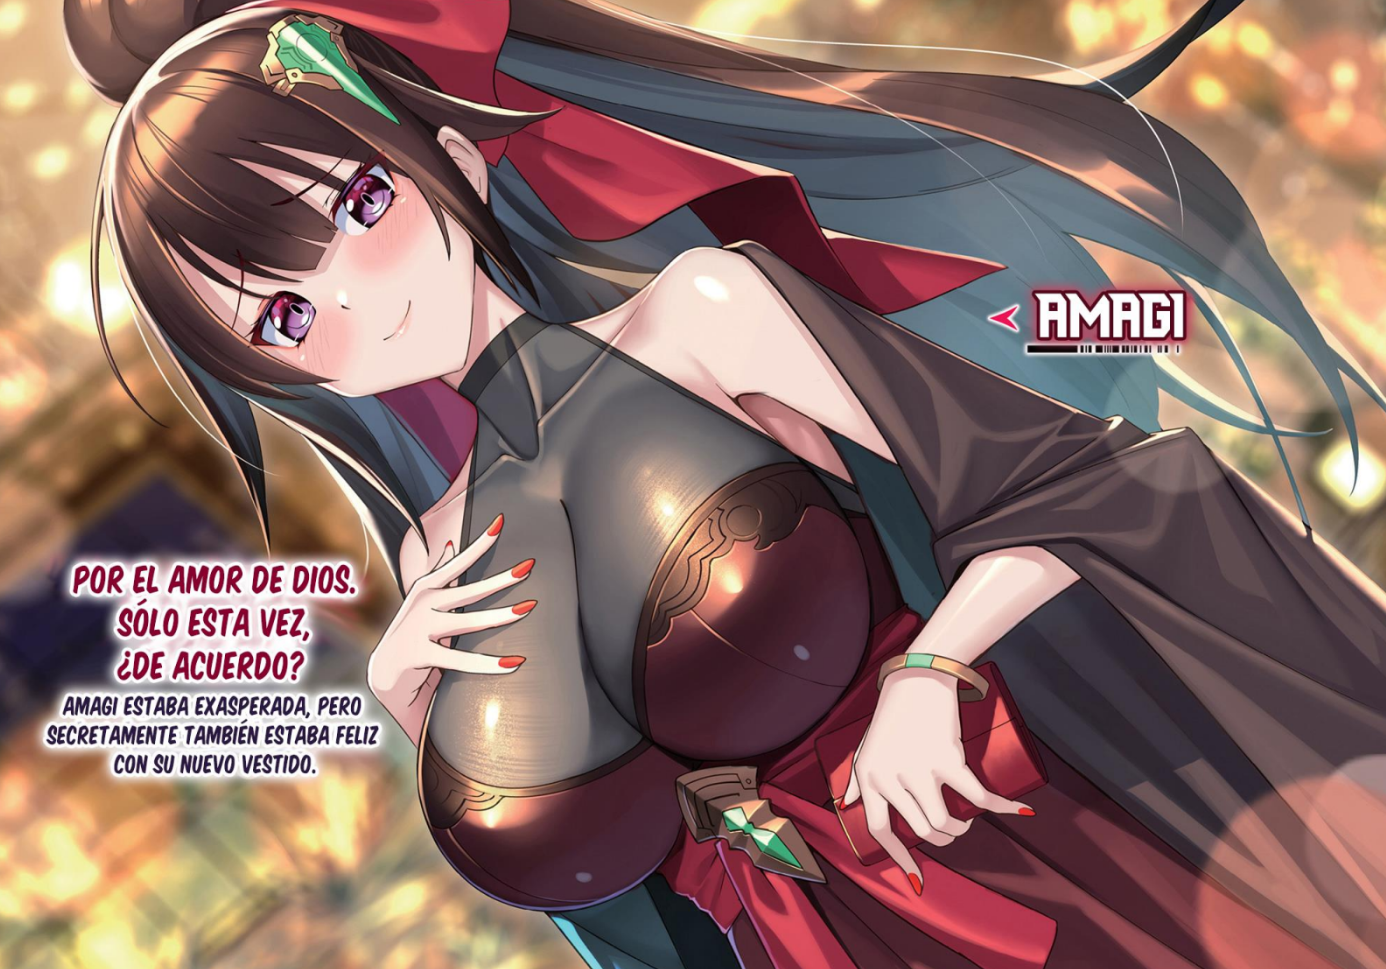 AMAGI
POR EL AMOR DE DIOS.
SÓLO ESTA VEZ,
¿DE ACUERDO?
AMAGI ESTABA EXASPERADA, PERO
SECRETAMENTE TAMBIÉN ESTABA FELIZ
CON SU NUEVO VESTIDO.